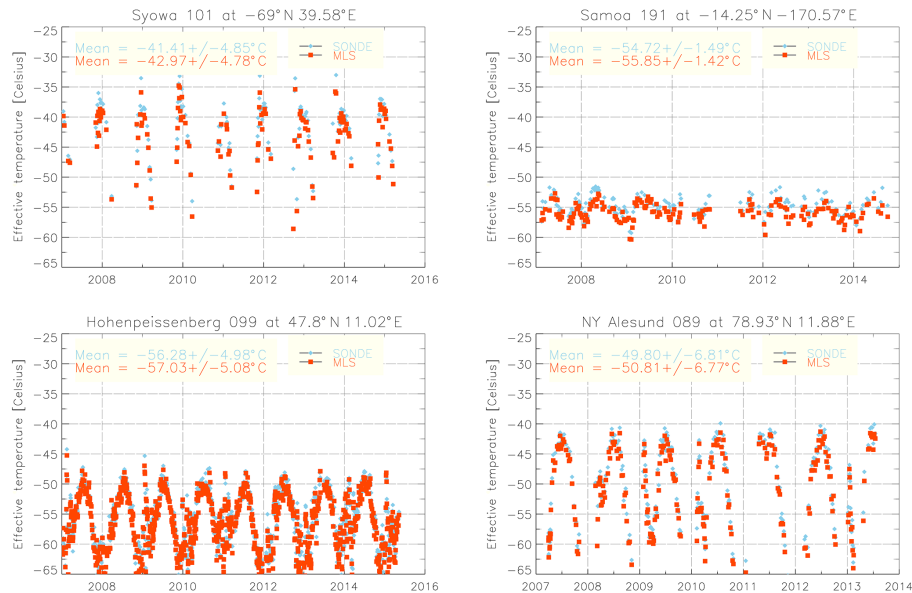 Syowa 101 at −69°N 39.58°E
Effective temperature [Celsius]
−25
−30
−35
−40
−45
−50
−55
−60
−65
Mean = −41.41+/−4.85°C
Mean = −42.97+/−4.78°C
SONDE
MLS
2008 2010 2012 2014 2016
Samoa 191 at −14.25°N −170.57°E
Effective temperature [Celsius]
−25
−30
−35
−40
−45
−50
−55
−60
−65
Mean = −54.72+/−1.49°C
Mean = −55.85+/−1.42°C
SONDE
MLS
2008 2010 2012 2014
Hohenpeissenberg 099 at 47.8°N 11.02°E
Effective temperature [Celsius]
−25
−30
−35
−40
−45
−50
−55
−60
−65
Mean = −56.28+/−4.98°C
Mean = −57.03+/−5.08°C
SONDE
MLS
2008 2010 2012 2014 2016
NY Alesund 089 at 78.93°N 11.88°E
Effective temperature [Celsius]
−25
−30
−35
−40
−45
−50
−55
−60
−65
Mean = −49.80+/−6.81°C
Mean = −50.81+/−6.77°C
SONDE
MLS
2007 2008 2009 2010 2011 2012 2013 2014